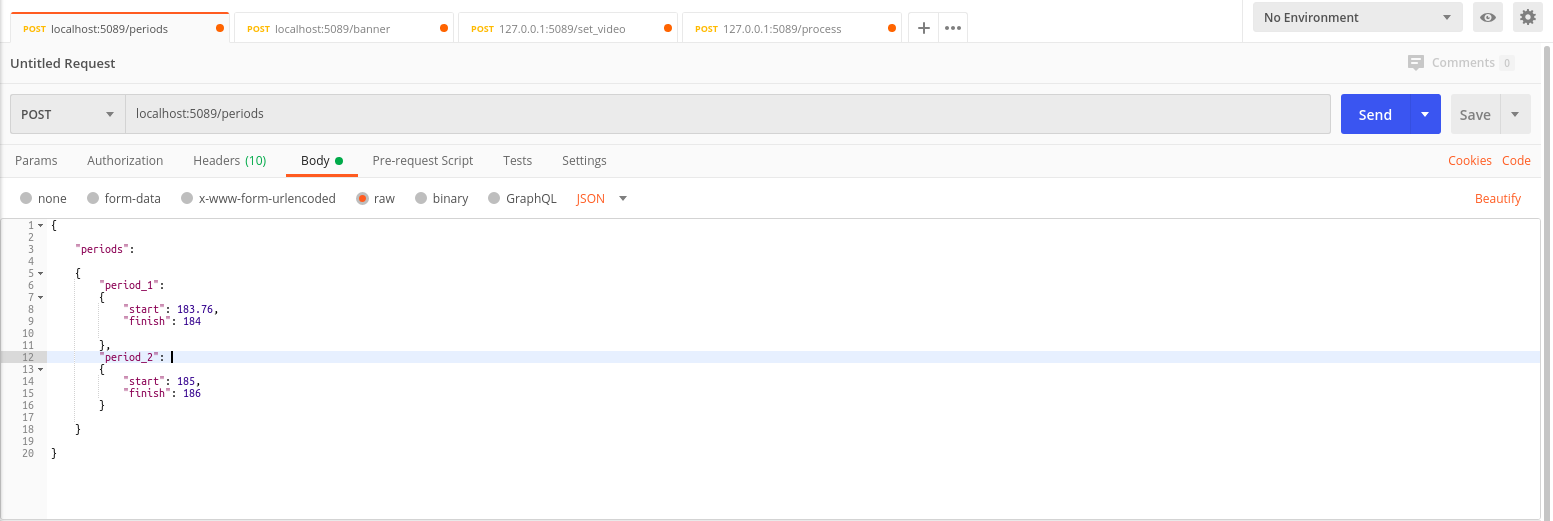 POST localhost:5089/periods POST localhost:5089/banner POST 127.0.0.1:5089/set_video POST 127.0.0.1:5089/process No Environment
Untitled Request Comments 0
POST localhost:5089/periods Send Save
Params Authorization Headers (10) Body Pre-request Script Tests Settings Cookies Code
none form-data x-www-form-urlencoded raw binary GraphQL JSON Beautify
1 {
2
3 "periods":
4
5 {
6 "period_1":
7 {
8 "start": 183.76,
9 "finish": 184
10
11 },
12 "period_2":
13 {
14 "start": 185,
15 "finish": 186
16 }
17
18 }
19
20 }